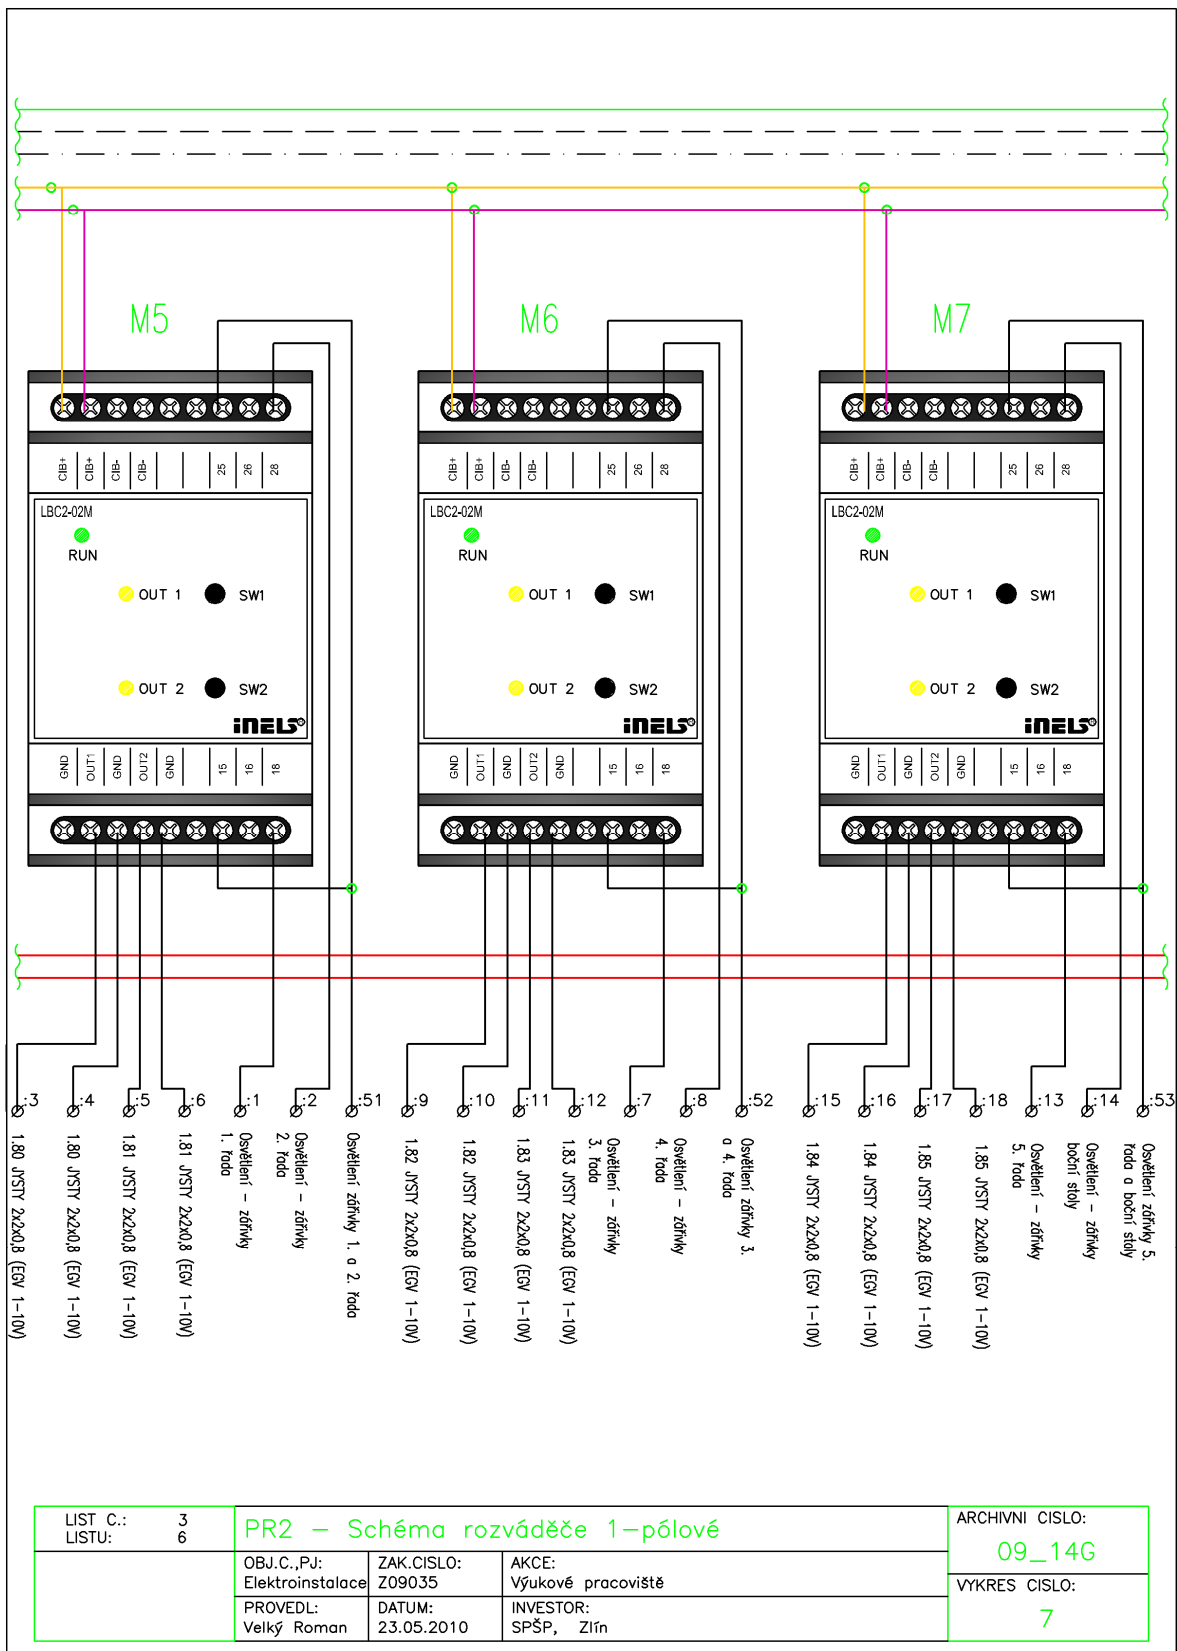 M5 M6 M7
CIB+ CIB+ CIB- CIB- 25 26 28
CIB+ CIB+ CIB- CIB- 25 26 28
CIB+ CIB+ CIB- CIB- 25 26 28
LBC2-02M
RUN
OUT 1 SW1
OUT 2 SW2
iNELS®
LBC2-02M
RUN
OUT 1 SW1
OUT 2 SW2
iNELS®
LBC2-02M
RUN
OUT 1 SW1
OUT 2 SW2
iNELS®
GND OUT1 GND OUT2 GND 15 16 18
GND OUT1 GND OUT2 GND 15 16 18
GND OUT1 GND OUT2 GND 15 16 18
:3 :4 :5 :6 :1 :2 :51 :9 :10 :11 :12 :7 :8 :52 :15 :16 :17 :18 :13 :14 :53
1.80 JYSTY 2x2x0,8 (EGV 1-10V)
1.80 JYSTY 2x2x0,8 (EGV 1-10V)
1.81 JYSTY 2x2x0,8 (EGV 1-10V)
1.81 JYSTY 2x2x0,8 (EGV 1-10V)
Osvětlení - zářivky
1. řada
Osvětlení - zářivky
2. řada
Osvětlení zářivky 1. a 2. řada
1.82 JYSTY 2x2x0,8 (EGV 1-10V)
1.82 JYSTY 2x2x0,8 (EGV 1-10V)
1.83 JYSTY 2x2x0,8 (EGV 1-10V)
1.83 JYSTY 2x2x0,8 (EGV 1-10V)
Osvětlení - zářivky
3. řada
Osvětlení - zářivky
4. řada
Osvětlení zářivky 3.
a 4. řada
1.84 JYSTY 2x2x0,8 (EGV 1-10V)
1.84 JYSTY 2x2x0,8 (EGV 1-10V)
1.85 JYSTY 2x2x0,8 (EGV 1-10V)
1.85 JYSTY 2x2x0,8 (EGV 1-10V)
Osvětlení - zářivky
5. řada
Osvětlení - zářivky
boční stoly
Osvětlení zářivky 5.
řada a boční stoly
LIST C.: 3
LISTU: 6
PR2 - Schéma rozváděče 1-pólové
ARCHIVNI CISLO:
09_14G
OBJ.C.,PJ:
Elektroinstalace
ZAK.CISLO:
Z09035
AKCE:
Výukové pracoviště
VYKRES CISLO:
7
PROVEDL:
Velký Roman
DATUM:
23.05.2010
INVESTOR:
SPŠP, Zlín